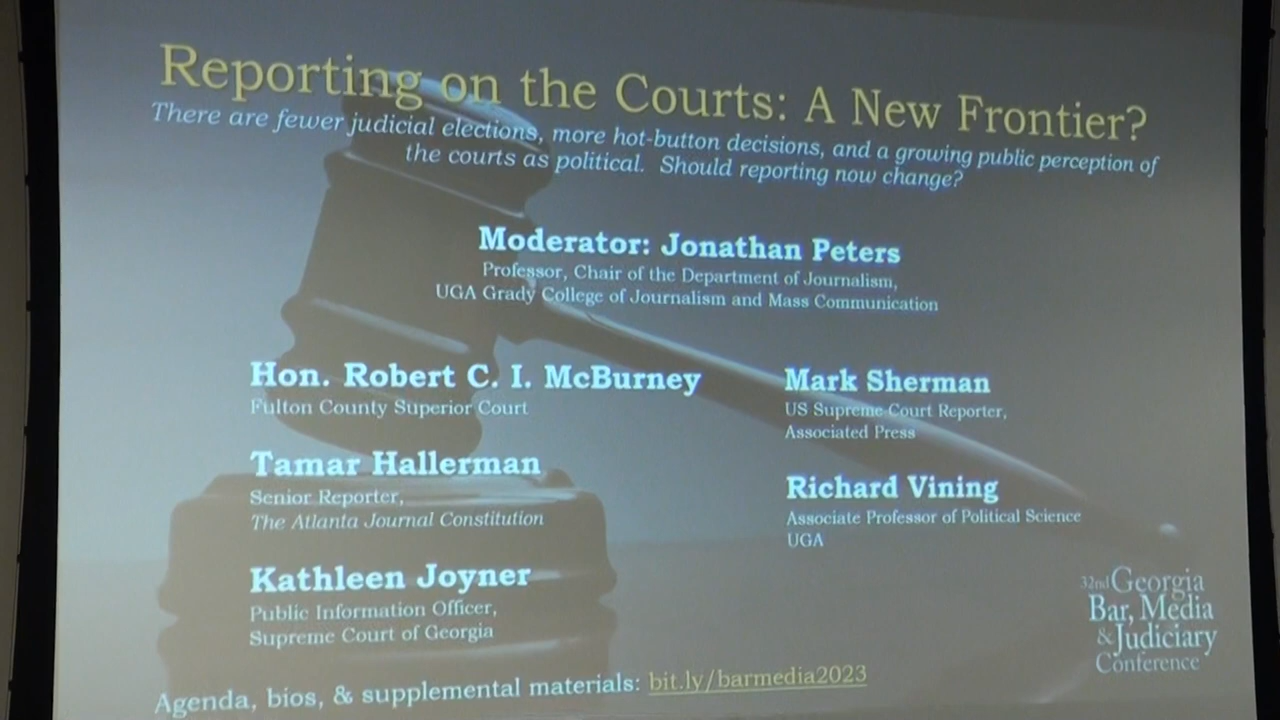 Reporting on the Courts: A New Frontier?
There are fewer judicial elections, more hot-button decisions, and a growing public perception of
the courts as political. Should reporting now change?
Moderator: Jonathan Peters
Professor, Chair of the Department of Journalism,
UGA Grady College of Journalism and Mass Communication
Hon. Robert C. I. McBurney
Fulton County Superior Court
Tamar Hallerman
Senior Reporter,
The Atlanta Journal Constitution
Kathleen Joyner
Public Information Officer,
Supreme Court of Georgia
Mark Sherman
US Supreme Court Reporter,
Associated Press
Richard Vining
Associate Professor of Political Science
UGA
32nd Georgia
Bar, Media
& Judiciary
Conference
Agenda, bios, & supplemental materials: bit.ly/barmedia2023